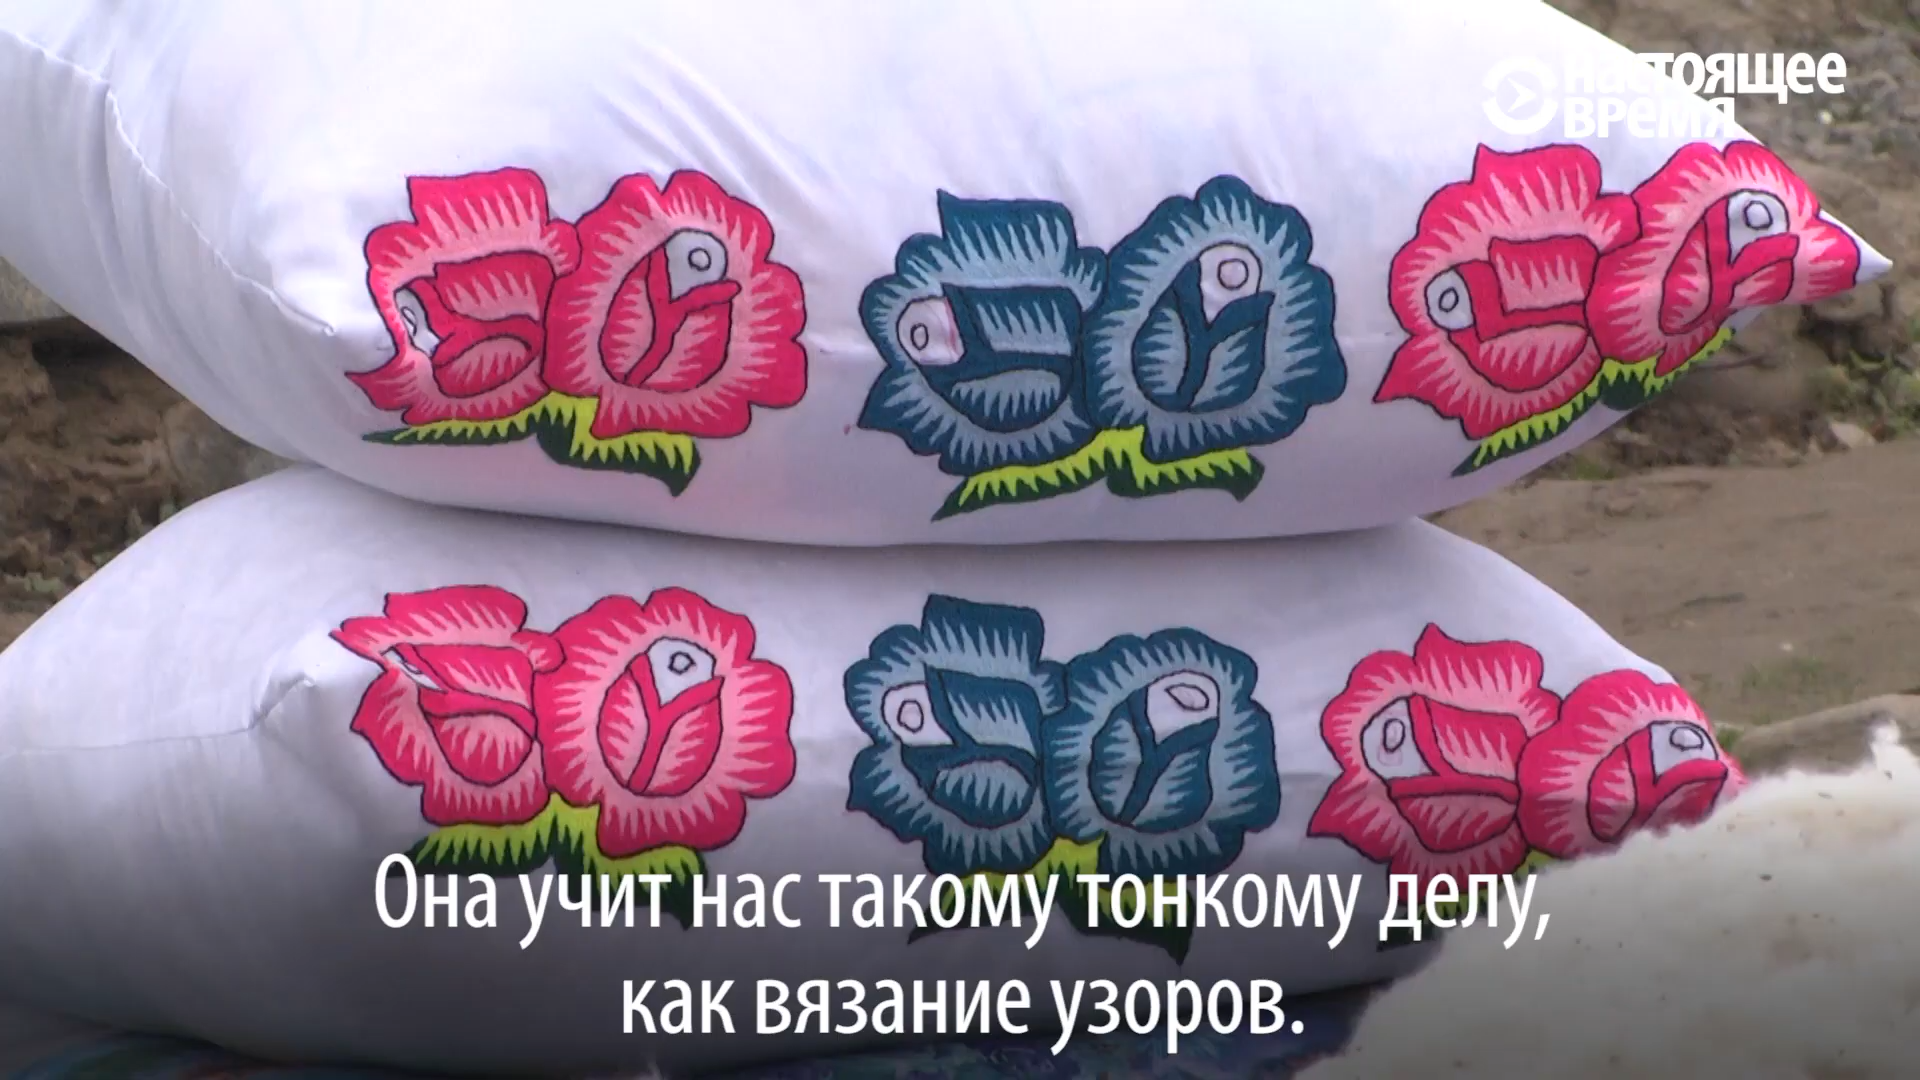 настоящее
время
Она учит нас такому тонкому делу,
как вязание узоров.